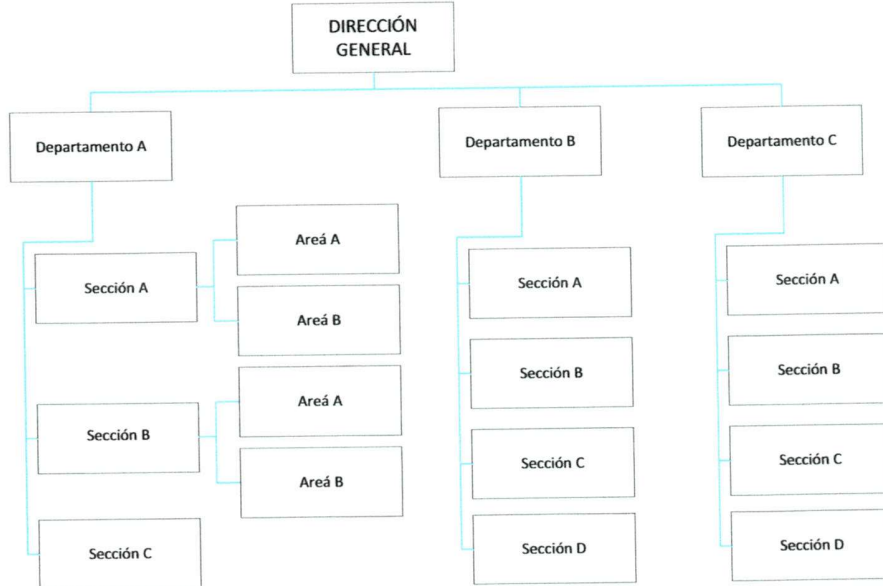 DIRECCIÓN
GENERAL
Departamento A
Departamento B
Departamento C
Sección A
Areá A
Areá B
Sección B
Areá A
Areá B
Sección C
Sección A
Sección B
Sección C
Sección D
Sección A
Sección B
Sección C
Sección D